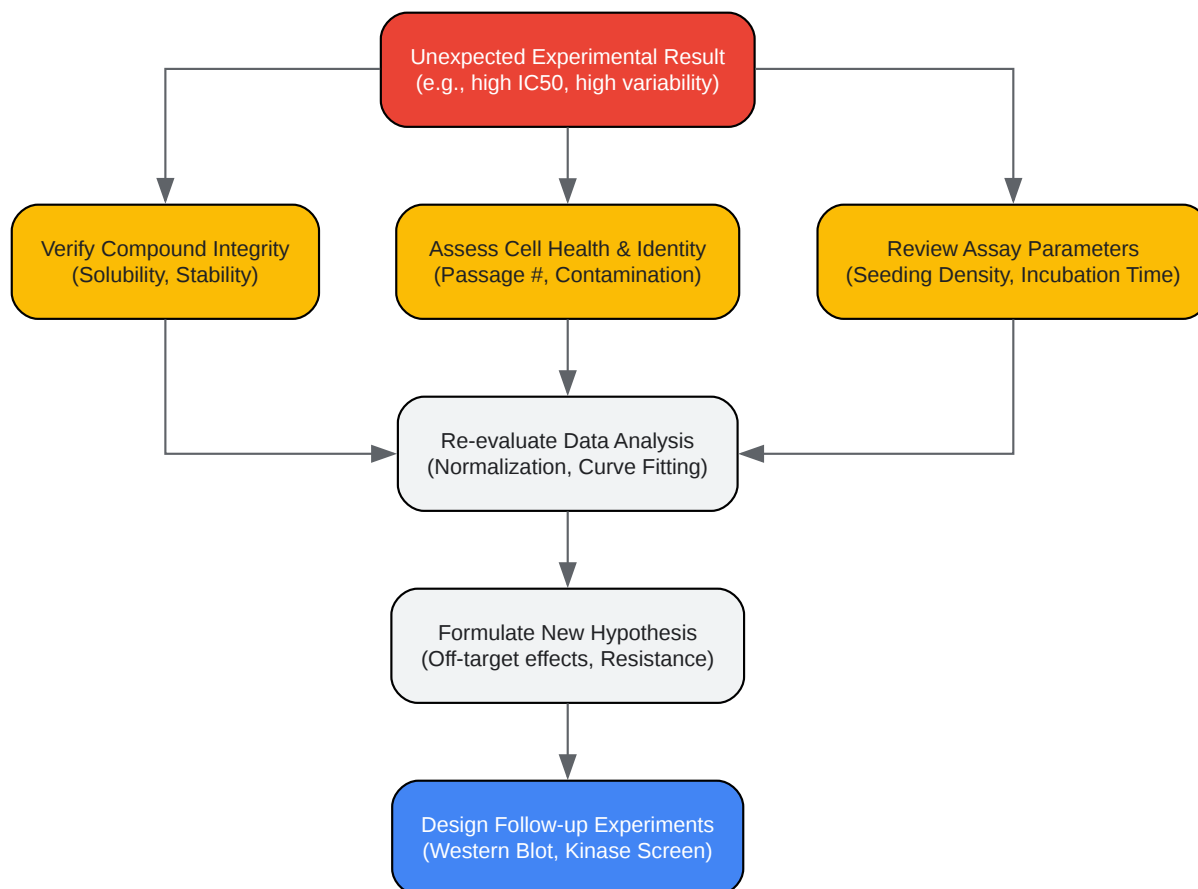 Unexpected Experimental Result
(e.g., high IC50, high variability)
Verify Compound Integrity
(Solubility, Stability)
Assess Cell Health & Identity
(Passage #, Contamination)
Review Assay Parameters
(Seeding Density, Incubation Time)
Re-evaluate Data Analysis
(Normalization, Curve Fitting)
Formulate New Hypothesis
(Off-target effects, Resistance)
Design Follow-up Experiments
(Western Blot, Kinase Screen)